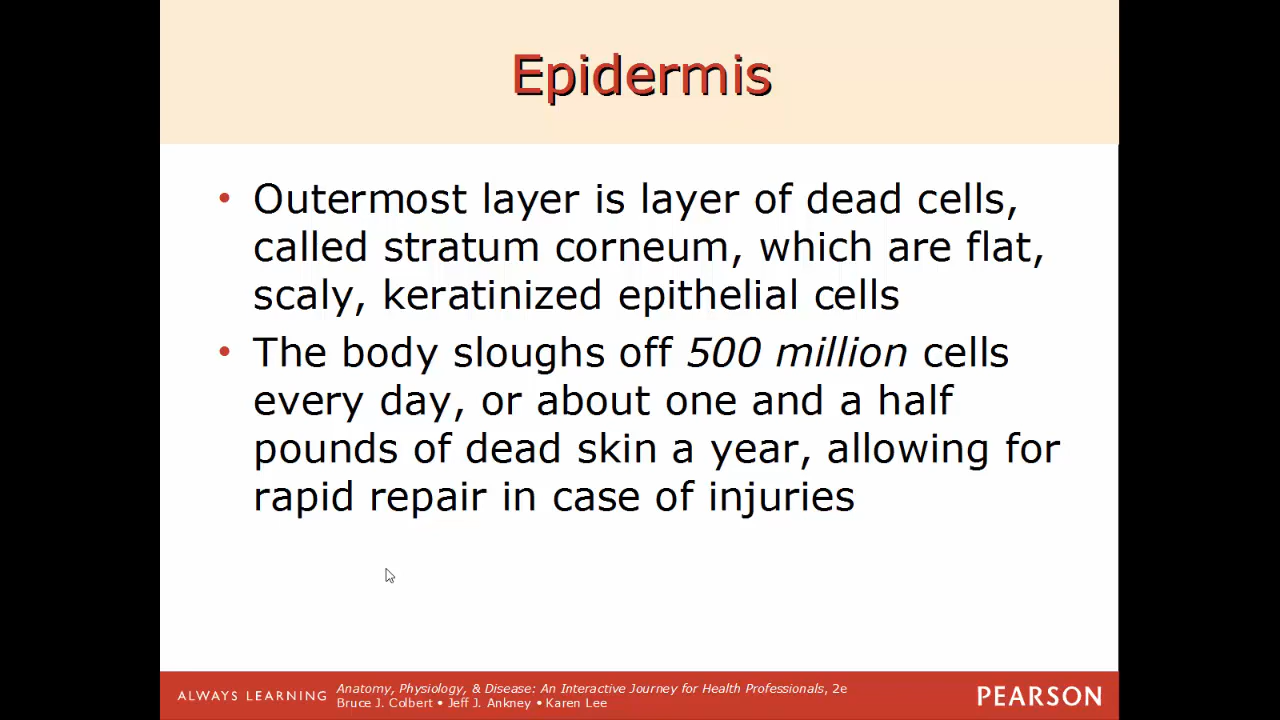 Epidermis
• Outermost layer is layer of dead cells,
called stratum corneum, which are flat,
scaly, keratinized epithelial cells
• The body sloughs off 500 million cells
every day, or about one and a half
pounds of dead skin a year, allowing for
rapid repair in case of injuries
ALWAYS LEARNING
Anatomy, Physiology, & Disease: An Interactive Journey for Health Professionals, 2e
Bruce J. Colbert • Jeff J. Ankney • Karen Lee
PEARSON